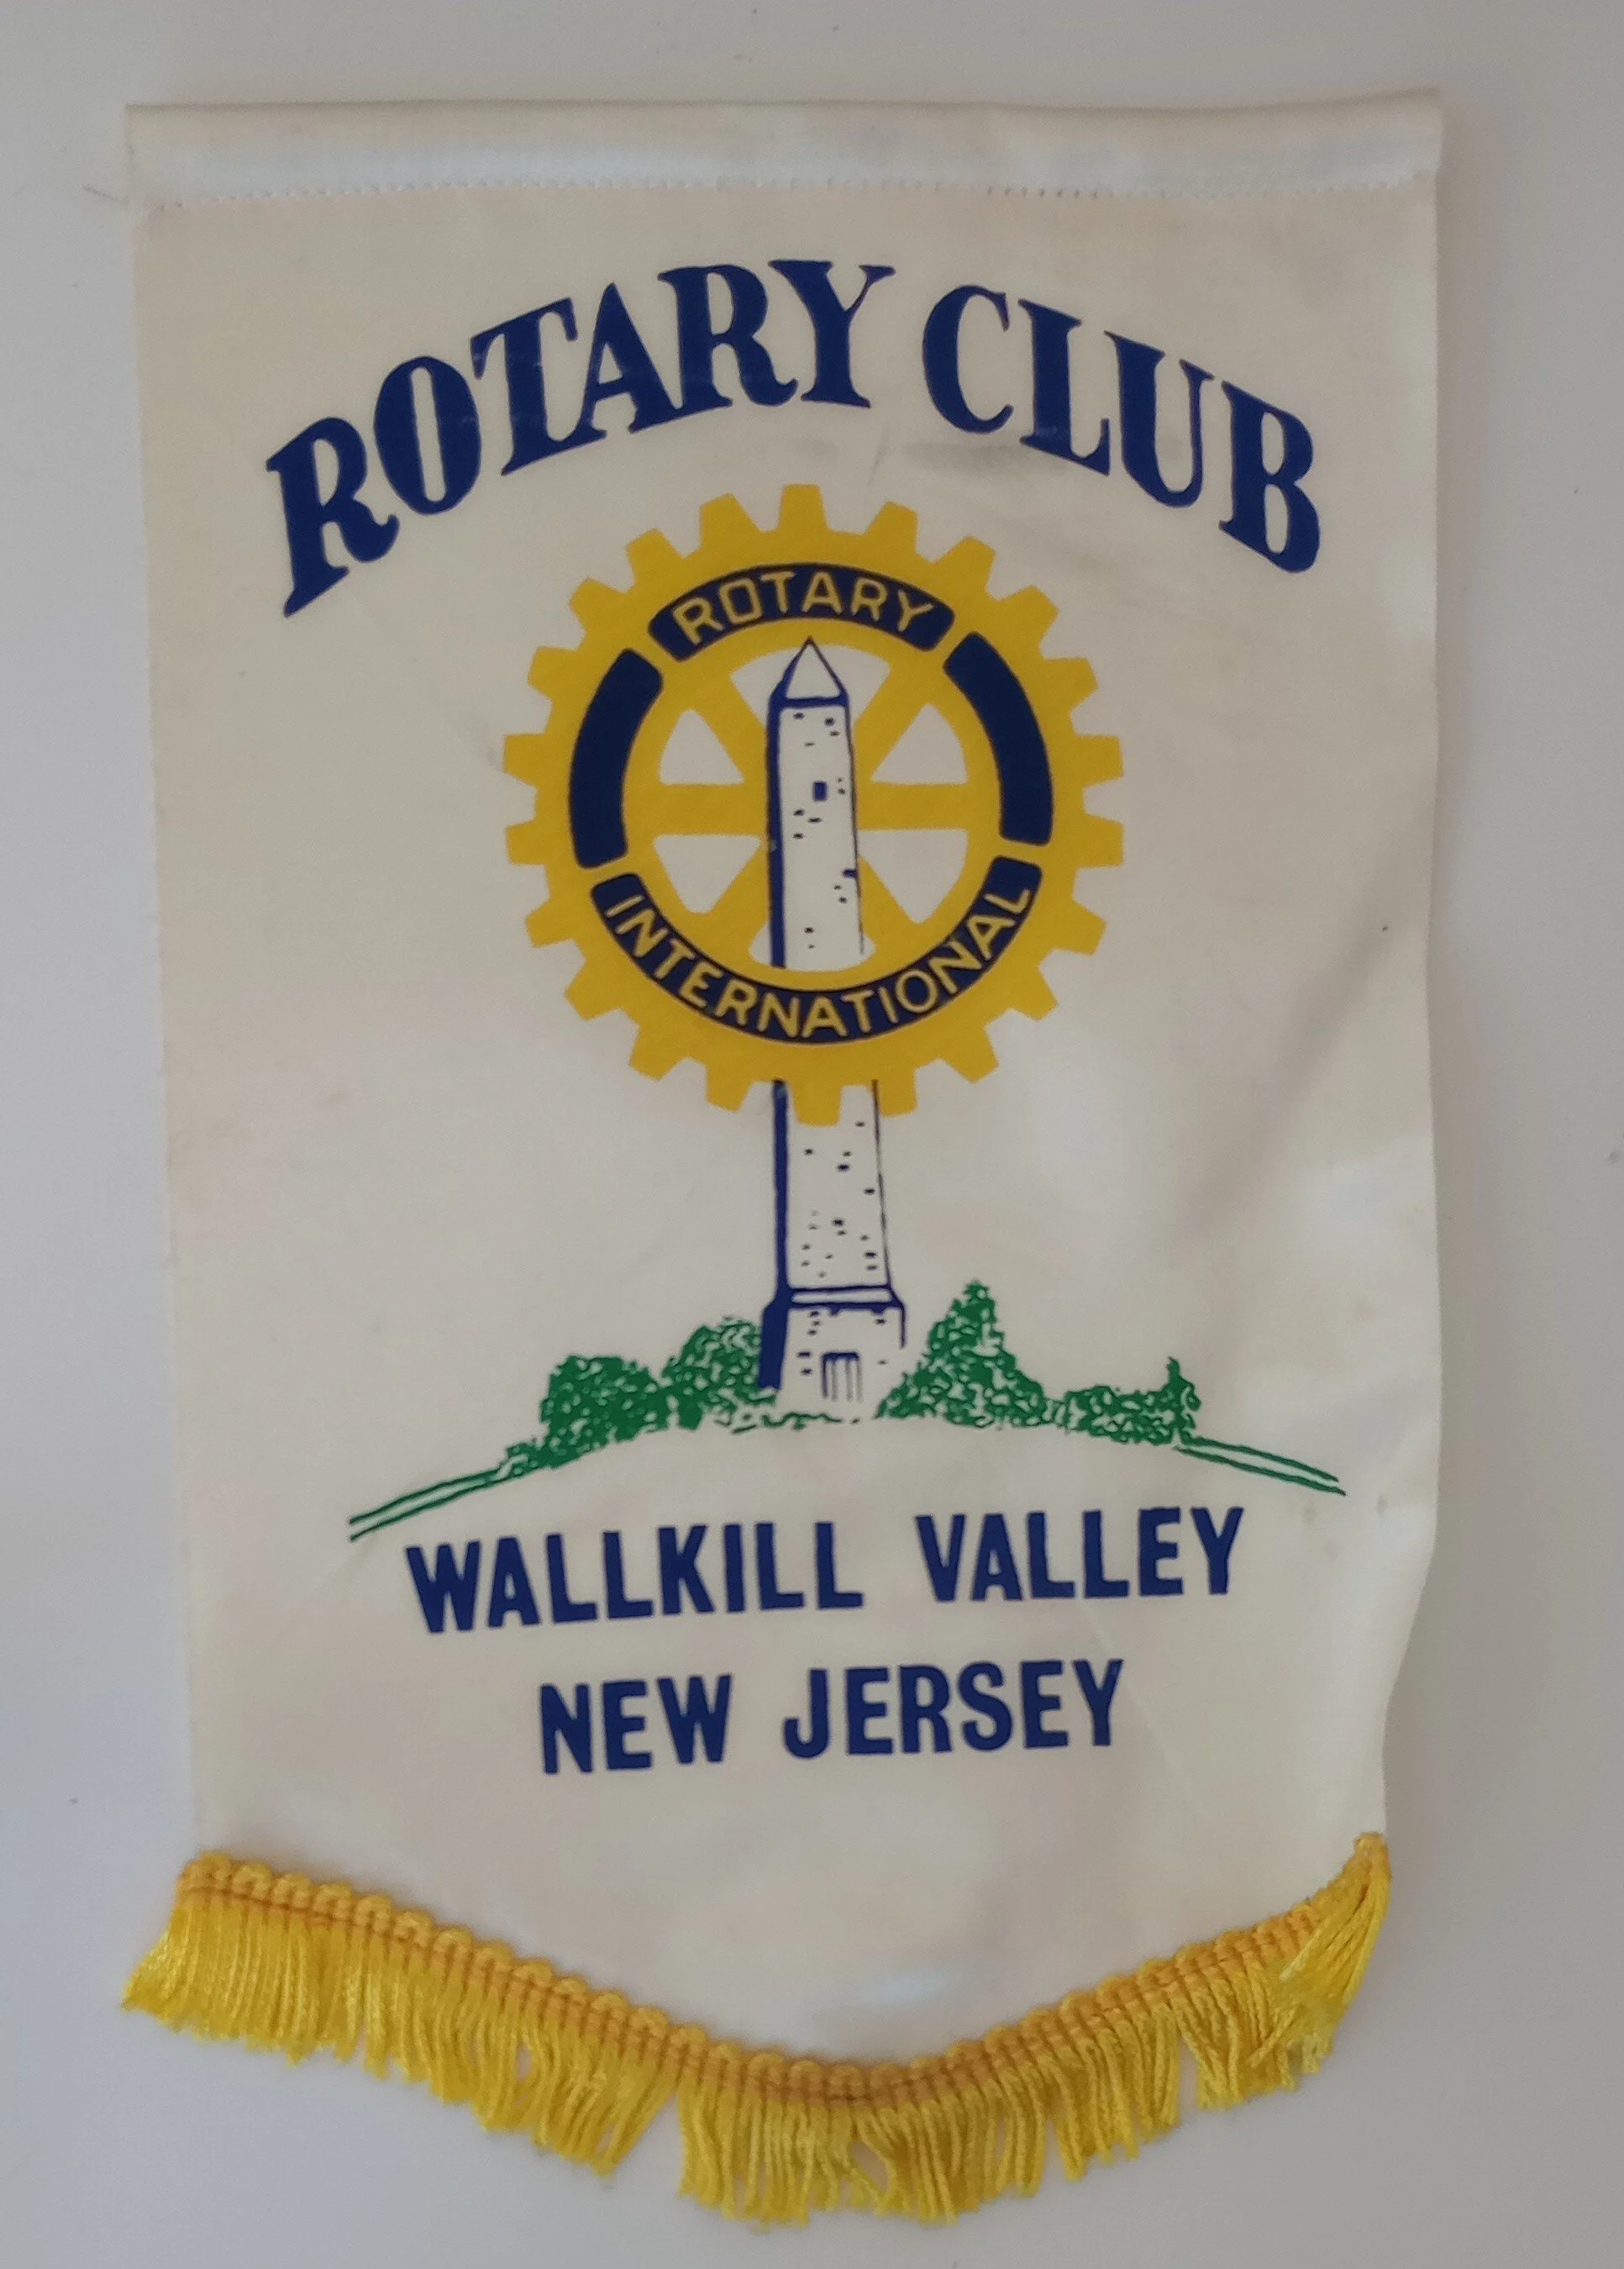 ROTARY CLUB
ROTARY
INTERNATIONAL
WALLKILL VALLEY
NEW JERSEY